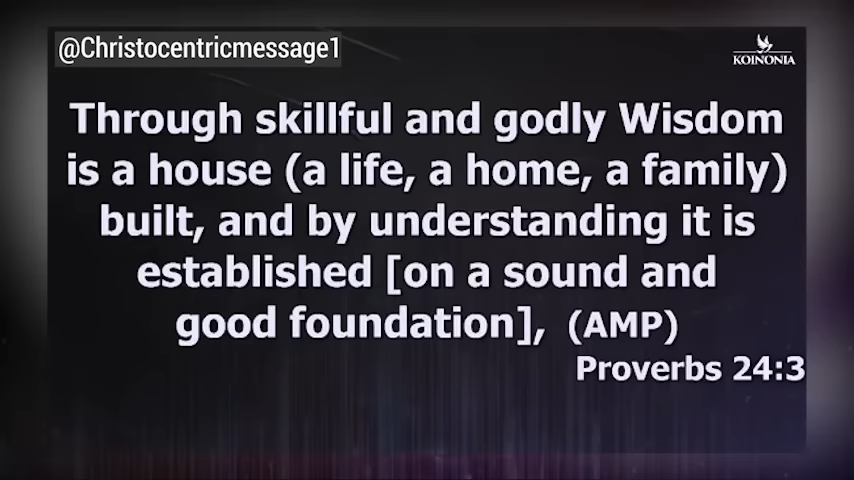 @Christocentricmessage1
KOINONIA
Through skillful and godly Wisdom
is a house (a life, a home, a family)
built, and by understanding it is
established [on a sound and
good foundation], (AMP)
Proverbs 24:3